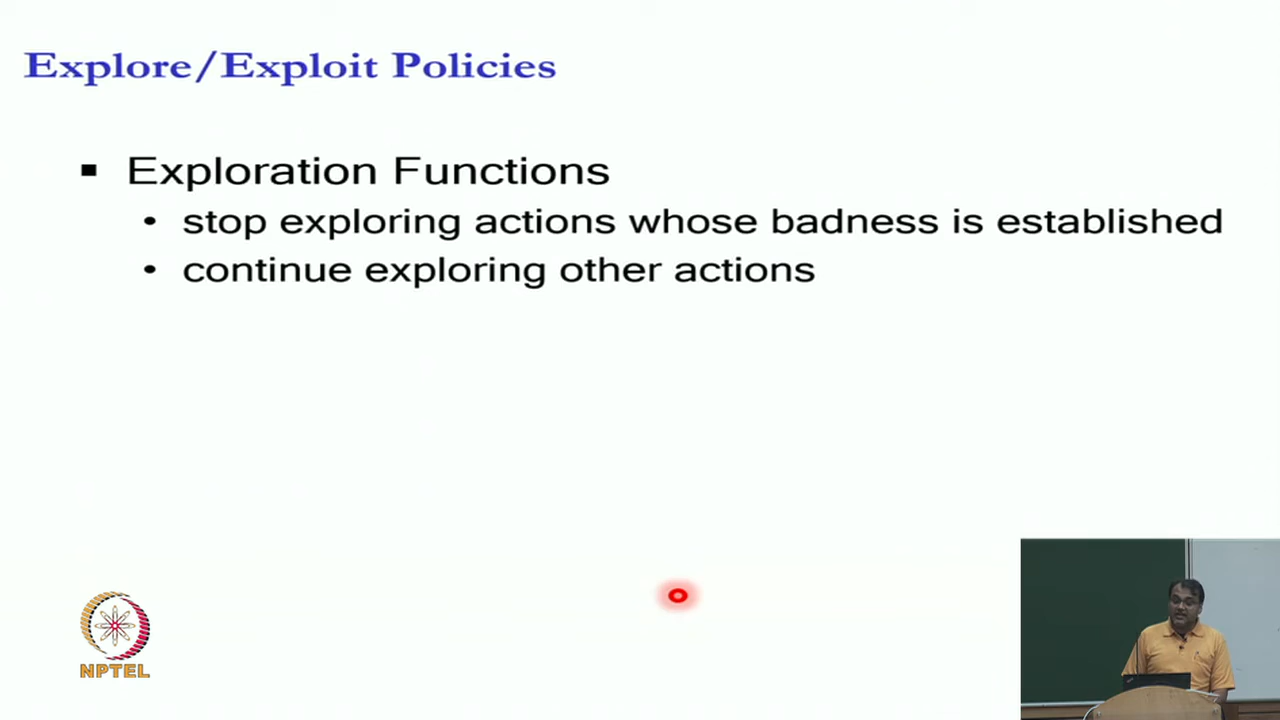 Explore/Exploit Policies
Exploration Functions
stop exploring actions whose badness is established
continue exploring other actions
NPTEL